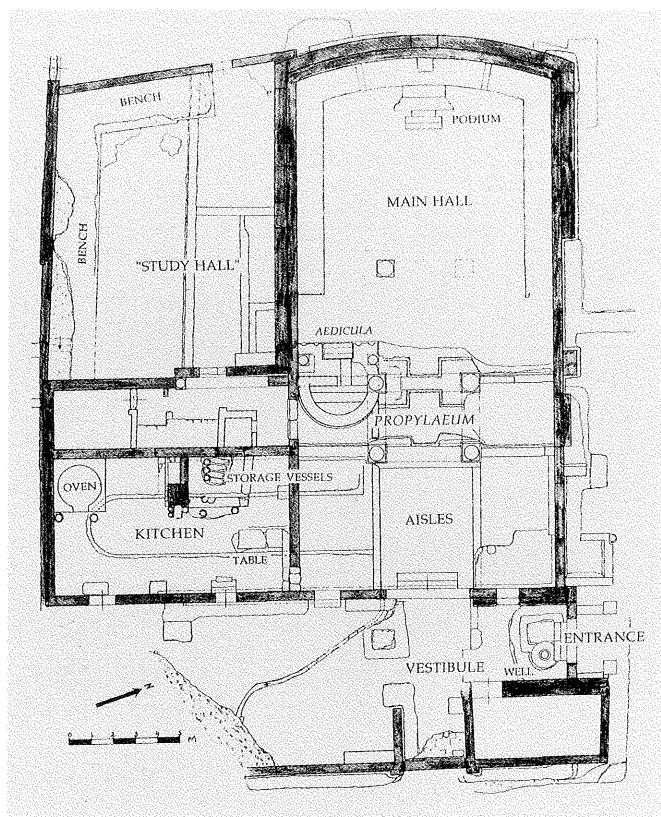 BENCH
PODIUM
MAIN HALL
BENCH
"STUDY HALL"
AEDICULA
PROPYLAEUM
STORAGE VESSELS
OVEN
AISLES
KITCHEN
TABLE
ENTRANCE
VESTIBULE
WELL
N
M